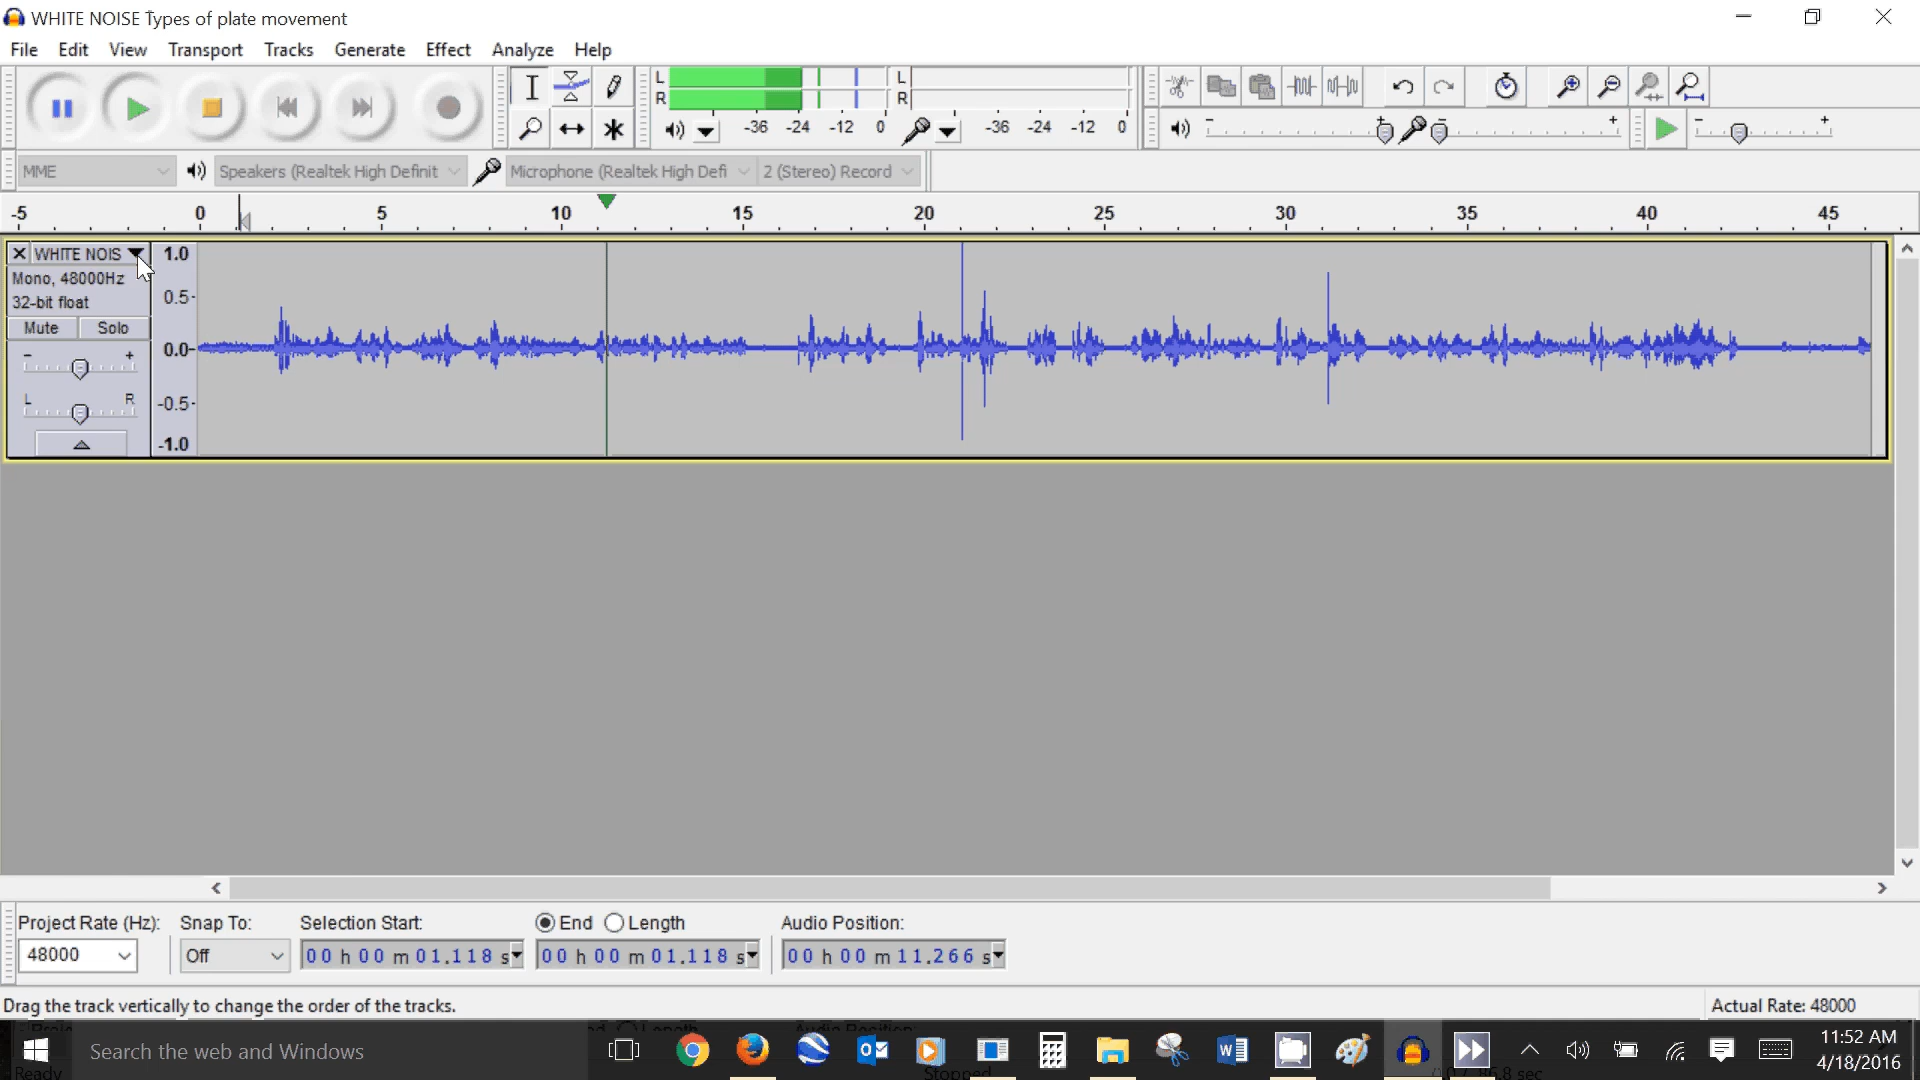 WHITE NOISE Types of plate movement
File Edit View Transport Tracks Generate Effect Analyze Help
L L
R R
-36 -24 -12 0 -36 -24 -12 0
MME Speakers (Realtek High Definit Microphone (Realtek High Defi 2 (Stereo) Record
-5 0 5 10 15 20 25 30 35 40 45
WHITE NOIS 1.0
Mono, 48000Hz
32-bit float 0.5
Mute Solo
0.0
L R -0.5
-1.0
Project Rate (Hz): Snap To: Selection Start: End Length Audio Position:
48000 Off 00 h 00 m 01.118 s 00 h 00 m 01.118 s 00 h 00 m 11.266 s
Drag the track vertically to change the order of the tracks. Actual Rate: 48000
Search the web and Windows
11:52 AM
4/18/2016
Ready Stopped